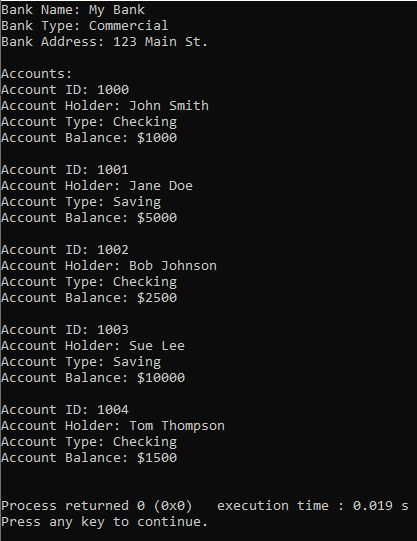 Bank Name: My Bank
Bank Type: Commercial
Bank Address: 123 Main St.
Accounts:
Account ID: 1000
Account Holder: John Smith
Account Type: Checking
Account Balance: $1000
Account ID: 1001
Account Holder: Jane Doe
Account Type: Saving
Account Balance: $5000
Account ID: 1002
Account Holder: Bob Johnson
Account Type: Checking
Account Balance: $2500
Account ID: 1003
Account Holder: Sue Lee
Account Type: Saving
Account Balance: $10000
Account ID: 1004
Account Holder: Tom Thompson
Account Type: Checking
Account Balance: $1500
Process returned 0 (0x0)   execution time : 0.019 s
Press any key to continue.